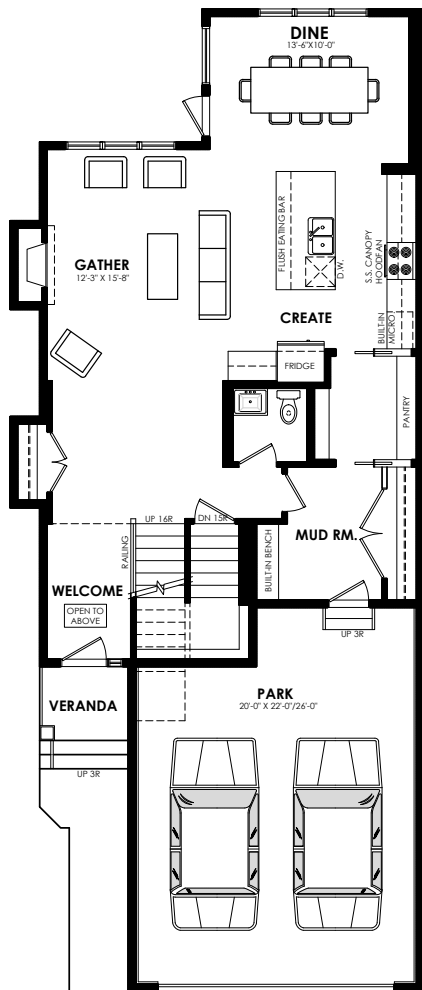 DINE
13'-6"X10'-0"
FLUSH EATING BAR
D.W.
S.S. CANOPY
HOODFAN
GATHER
12'-3" X 15'-8"
CREATE
BUILT-IN
MICRO
FRIDGE
PANTRY
UP 16R
DN 15R
RAILING
MUD RM.
BUILT-IN BENCH
WELCOME
OPEN TO
ABOVE
UP 3R
PARK
20'-0" X 22'-0"/26'-0"
VERANDA
UP 3R